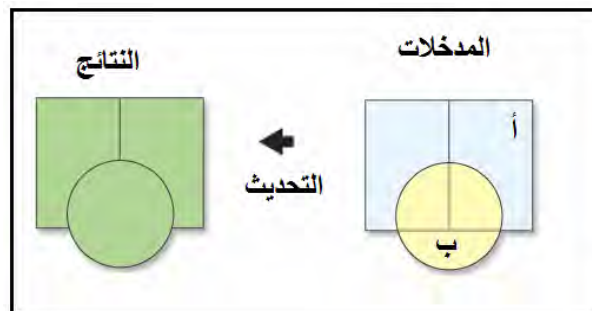 المدخلات
النتائج
أ
التحديث
ب